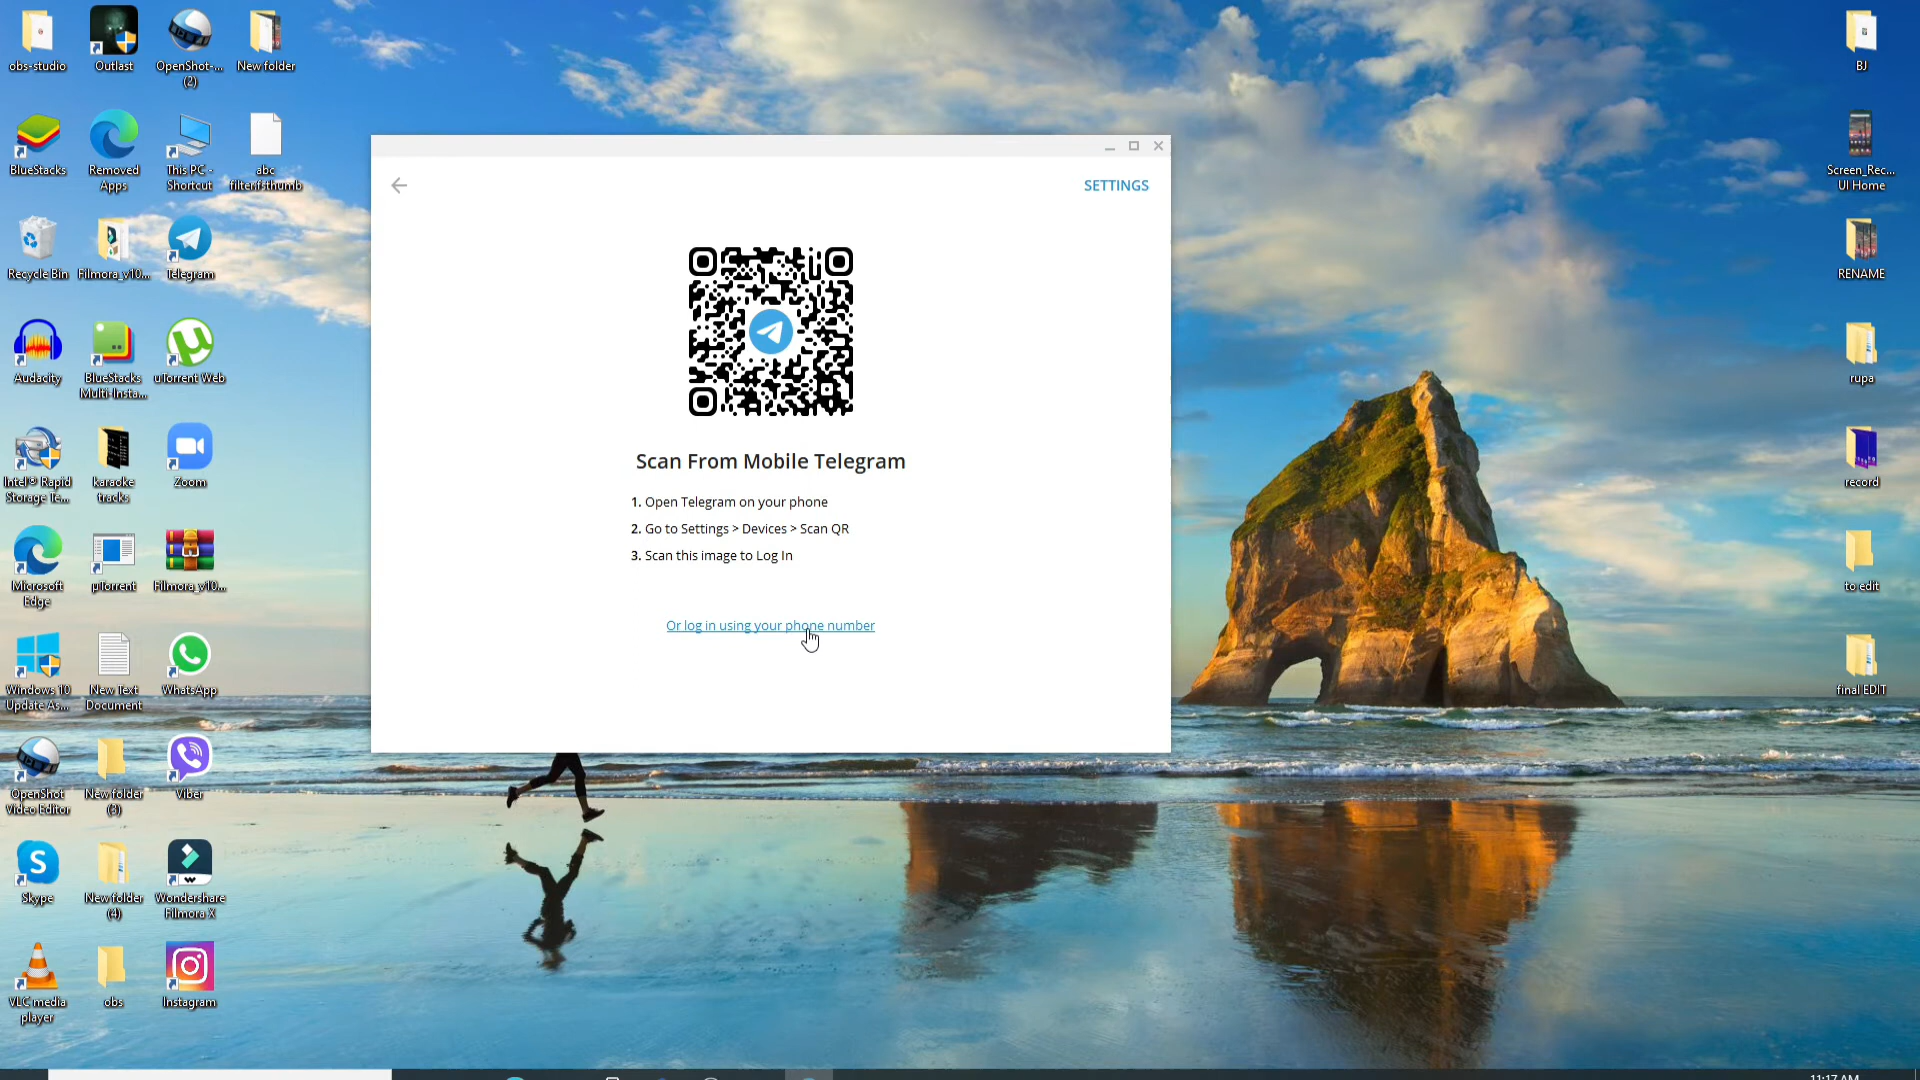 obs-studio
Outlast
OpenShot-...
(2)
New folder
BlueStacks
Removed
Apps
This PC -
Shortcut
abc
filter.fsthumb
Recycle Bin
Filmora_v10...
Telegram
Audacity
BlueStacks
Multi-Insta...
uTorrent Web
Intel® Rapid
Storage Te...
karaoke
tracks
Zoom
Microsoft
Edge
µTorrent
Filmora_v10...
Windows 10
Update As...
New Text
Document
WhatsApp
OpenShot
Video Editor
New folder
(3)
Viber
Skype
New folder
(4)
Wondershare
Filmora X
VLC media
player
obs
Instagram
SETTINGS
Scan From Mobile Telegram
1. Open Telegram on your phone
2. Go to Settings > Devices > Scan QR
3. Scan this image to Log In
Or log in using your phone number
BJ
Screen_Rec...
UI Home
RENAME
rupa
record
to edit
final EDIT
11:17 AM